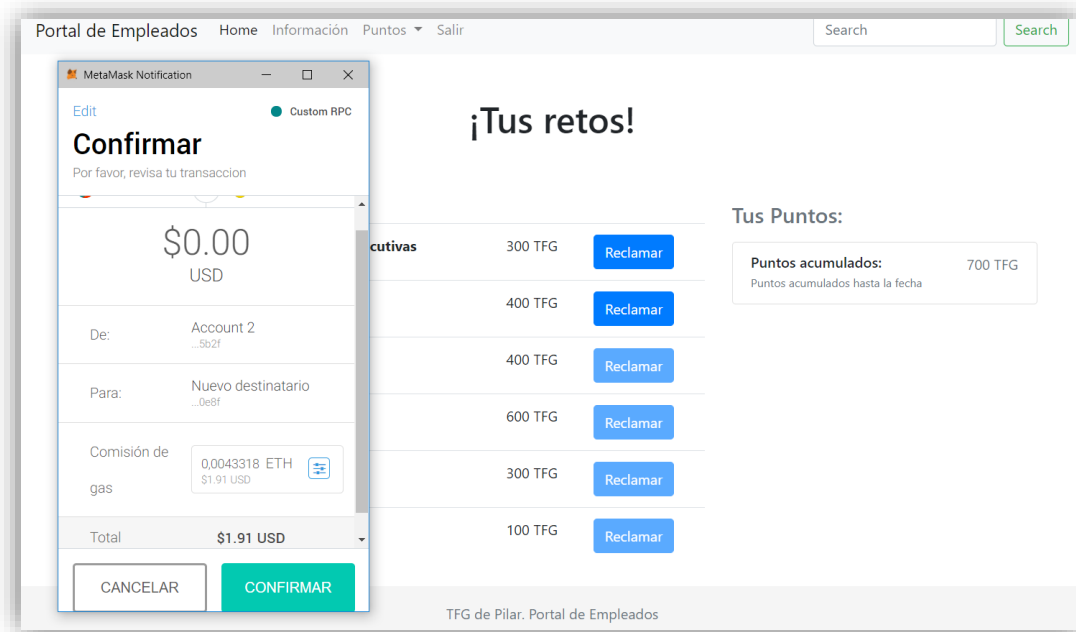 Portal de Empleados Home Información Puntos Salir Search Search
MetaMask Notification
Edit Custom RPC
Confirmar
Por favor, revisa tu transaccion
$0.00
USD
De: Account 2
...5b2f
Para: Nuevo destinatario
...0e8f
Comisión de gas 0,0043318 ETH
$1.91 USD
Total $1.91 USD
CANCELAR CONFIRMAR
¡Tus retos!
cutivas 300 TFG Reclamar
400 TFG Reclamar
400 TFG Reclamar
600 TFG Reclamar
300 TFG Reclamar
100 TFG Reclamar
Tus Puntos:
Puntos acumulados: 700 TFG
Puntos acumulados hasta la fecha
TFG de Pilar. Portal de Empleados